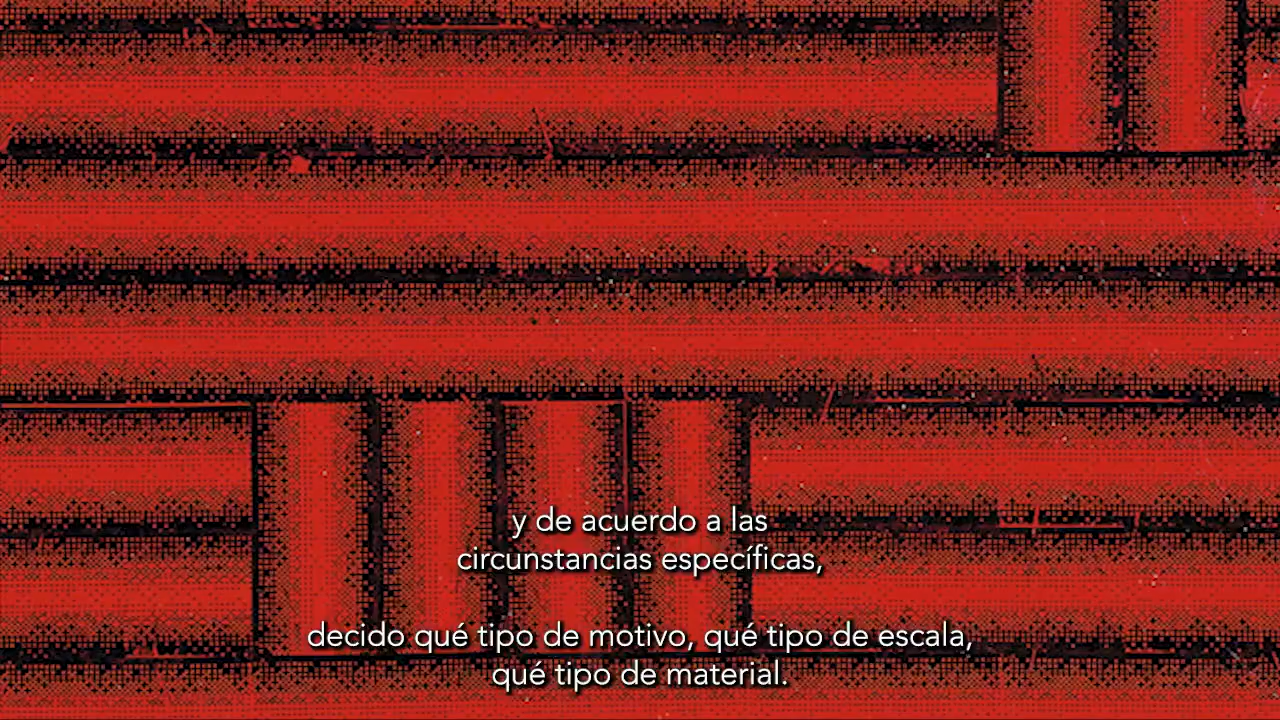 y de acuerdo a las
circunstancias específicas,
decido qué tipo de motivo, qué tipo de escala,
qué tipo de material.